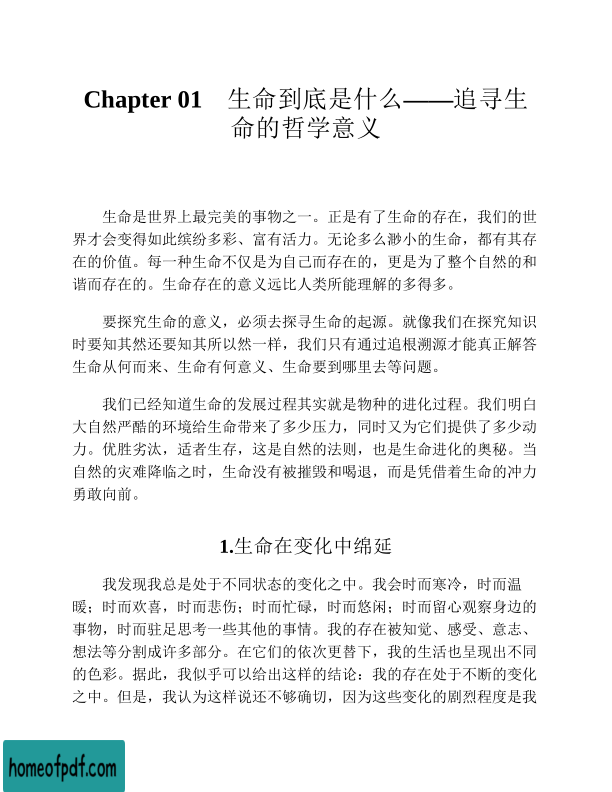 Chapter 01 生命到底是什么——追寻生
命的哲学意义
生命是世界上最完美的事物之一。正是有了生命的存在，我们的世
界才会变得如此缤纷多彩、富有活力。无论多么渺小的生命，都有其存
在的价值。每一种生命不仅是为自己而存在的，更是为了整个自然的和
谐而存在的。生命存在的意义远比人类所能理解的多得多。
要探究生命的意义，必须去探寻生命的起源。就像我们在探究知识
时要知其然还要知其所以然一样，我们只有通过追根溯源才能真正解答
生命从何而来、生命有何意义、生命要到哪里去等问题。
我们已经知道生命的发展过程其实就是物种的进化过程。我们明白
大自然严酷的环境给生命带来了多少压力，同时又为它们提供了多少动
力。优胜劣汰，适者生存，这是自然的法则，也是生命进化的奥秘。当
自然的灾难降临之时，生命没有被摧毁和喝退，而是凭借着生命的冲力
勇敢向前。
1.生命在变化中绵延
我发现我总是处于不同状态的变化之中。我会时而寒冷，时而温
暖；时而欢喜，时而悲伤；时而忙碌，时而悠闲；时而留心观察身边的
事物，时而驻足思考一些其他的事情。我的存在被知觉、感受、意志、
想法等分割成许多部分。在它们的依次更替下，我的生活也呈现出不同
的色彩。据此，我似乎可以给出这样的结论：我的存在处于不断的变化
之中。但是，我认为这样说还不够确切，因为这些变化的剧烈程度是我
homeofpdf.com